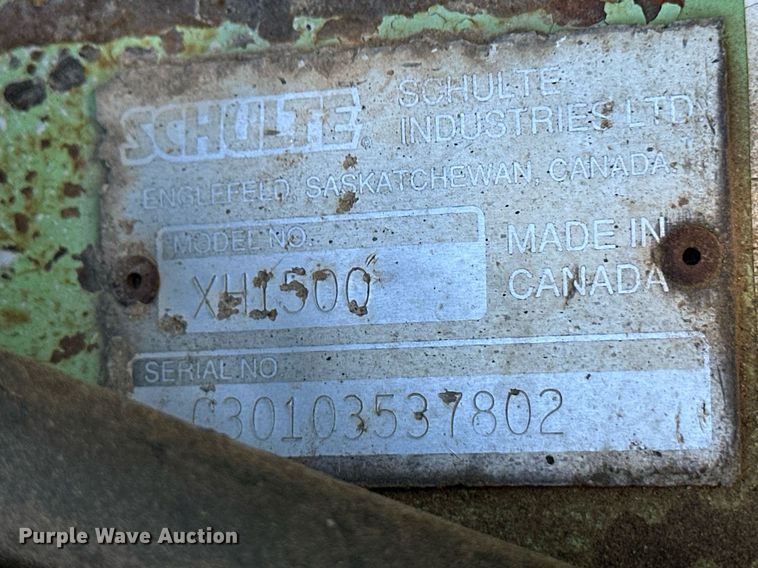 SCHULTE®
SCHULTE
INDUSTRIES LTD
ENGLEFELD, SASKATCHEWAN, CANADA
MODEL NO.
XH1500
MADE IN
CANADA
SERIAL NO
C30103537802
Purple Wave Auction